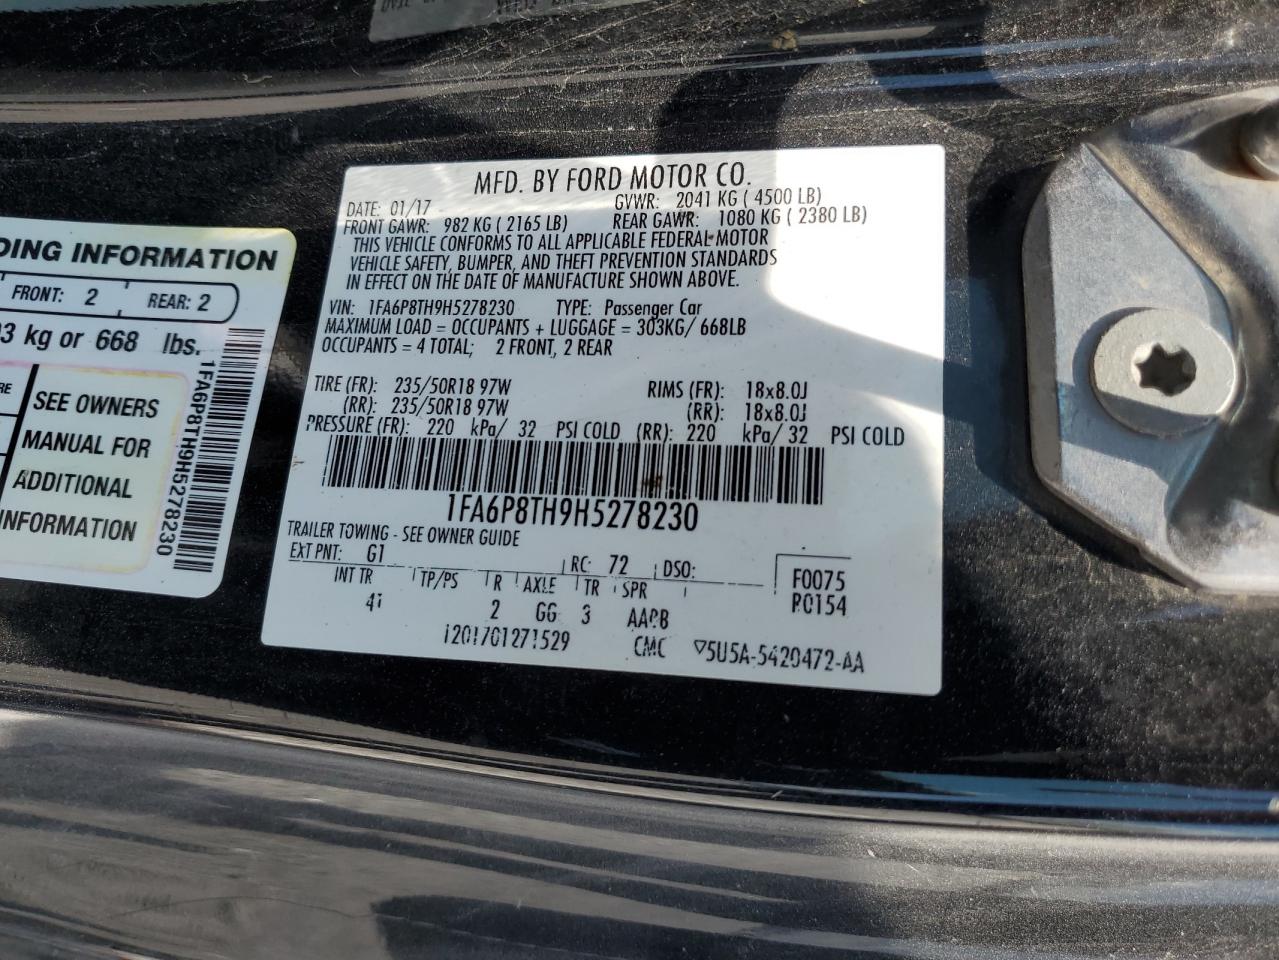 DING INFORMATION
FRONT: 2 REAR: 2
3 kg or 668 lbs.
SEE OWNERS
MANUAL FOR
ADDITIONAL
INFORMATION
1FA6P8TH9H5278230
MFD. BY FORD MOTOR CO.
DATE: 01/17 GVWR: 2041 KG ( 4500 LB)
FRONT GAWR: 982 KG ( 2165 LB) REAR GAWR: 1080 KG ( 2380 LB)
THIS VEHICLE CONFORMS TO ALL APPLICABLE FEDERAL MOTOR
VEHICLE SAFETY, BUMPER, AND THEFT PREVENTION STANDARDS
IN EFFECT ON THE DATE OF MANUFACTURE SHOWN ABOVE.
VIN: 1FA6P8TH9H5278230 TYPE: Passenger Car
MAXIMUM LOAD = OCCUPANTS + LUGGAGE = 303KG/ 668LB
OCCUPANTS = 4 TOTAL; 2 FRONT, 2 REAR
TIRE (FR): 235/50R18 97W RIMS (FR): 18x8.0J
(RR): 235/50R18 97W (RR): 18x8.0J
PRESSURE (FR): 220 kPa/ 32 PSI COLD (RR): 220 kPa/ 32 PSI COLD
1FA6P8TH9H5278230
TRAILER TOWING - SEE OWNER GUIDE
EXT PNT: G1 RC: 72 DSO: F0075
INT TR TP/PS R AXLE TR SPR R0154
2 GG 3 AAPB
1201701271529 CMC ▽5U5A-5420472-AA